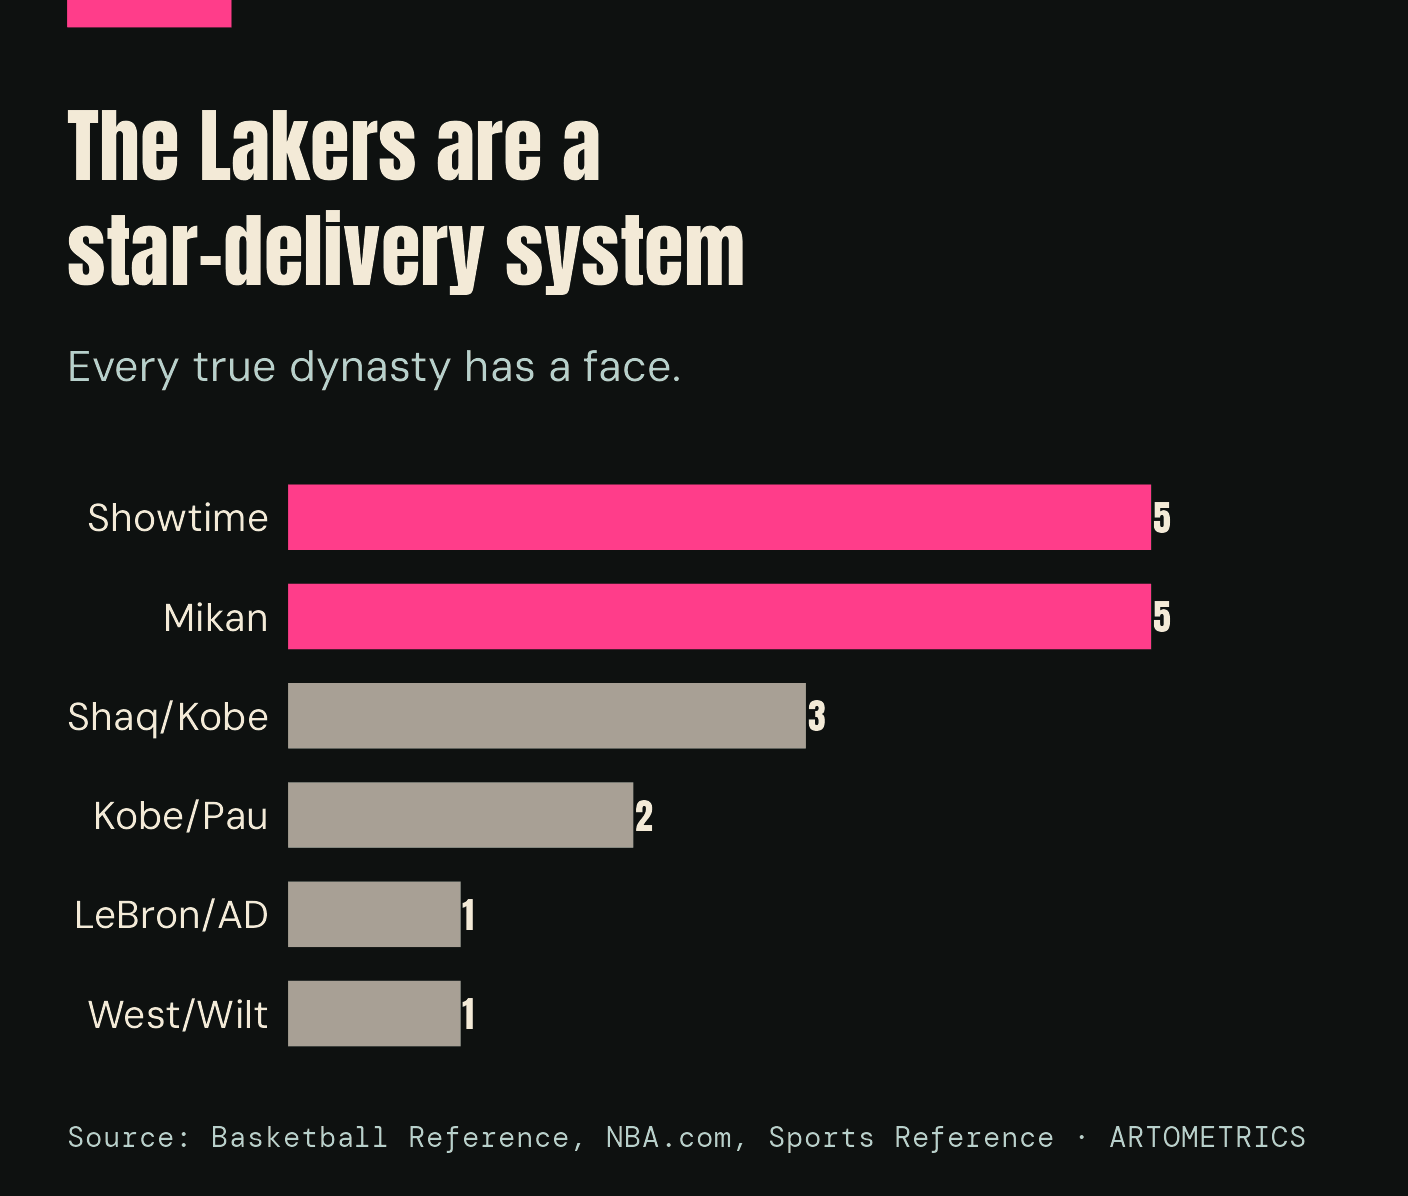 The Lakers are a
star-delivery system
Every true dynasty has a face.
Showtime 5
Mikan 5
Shaq/Kobe 3
Kobe/Pau 2
LeBron/AD 1
West/Wilt 1
Source: Basketball Reference, NBA.com, Sports Reference · ARTOMETRICS